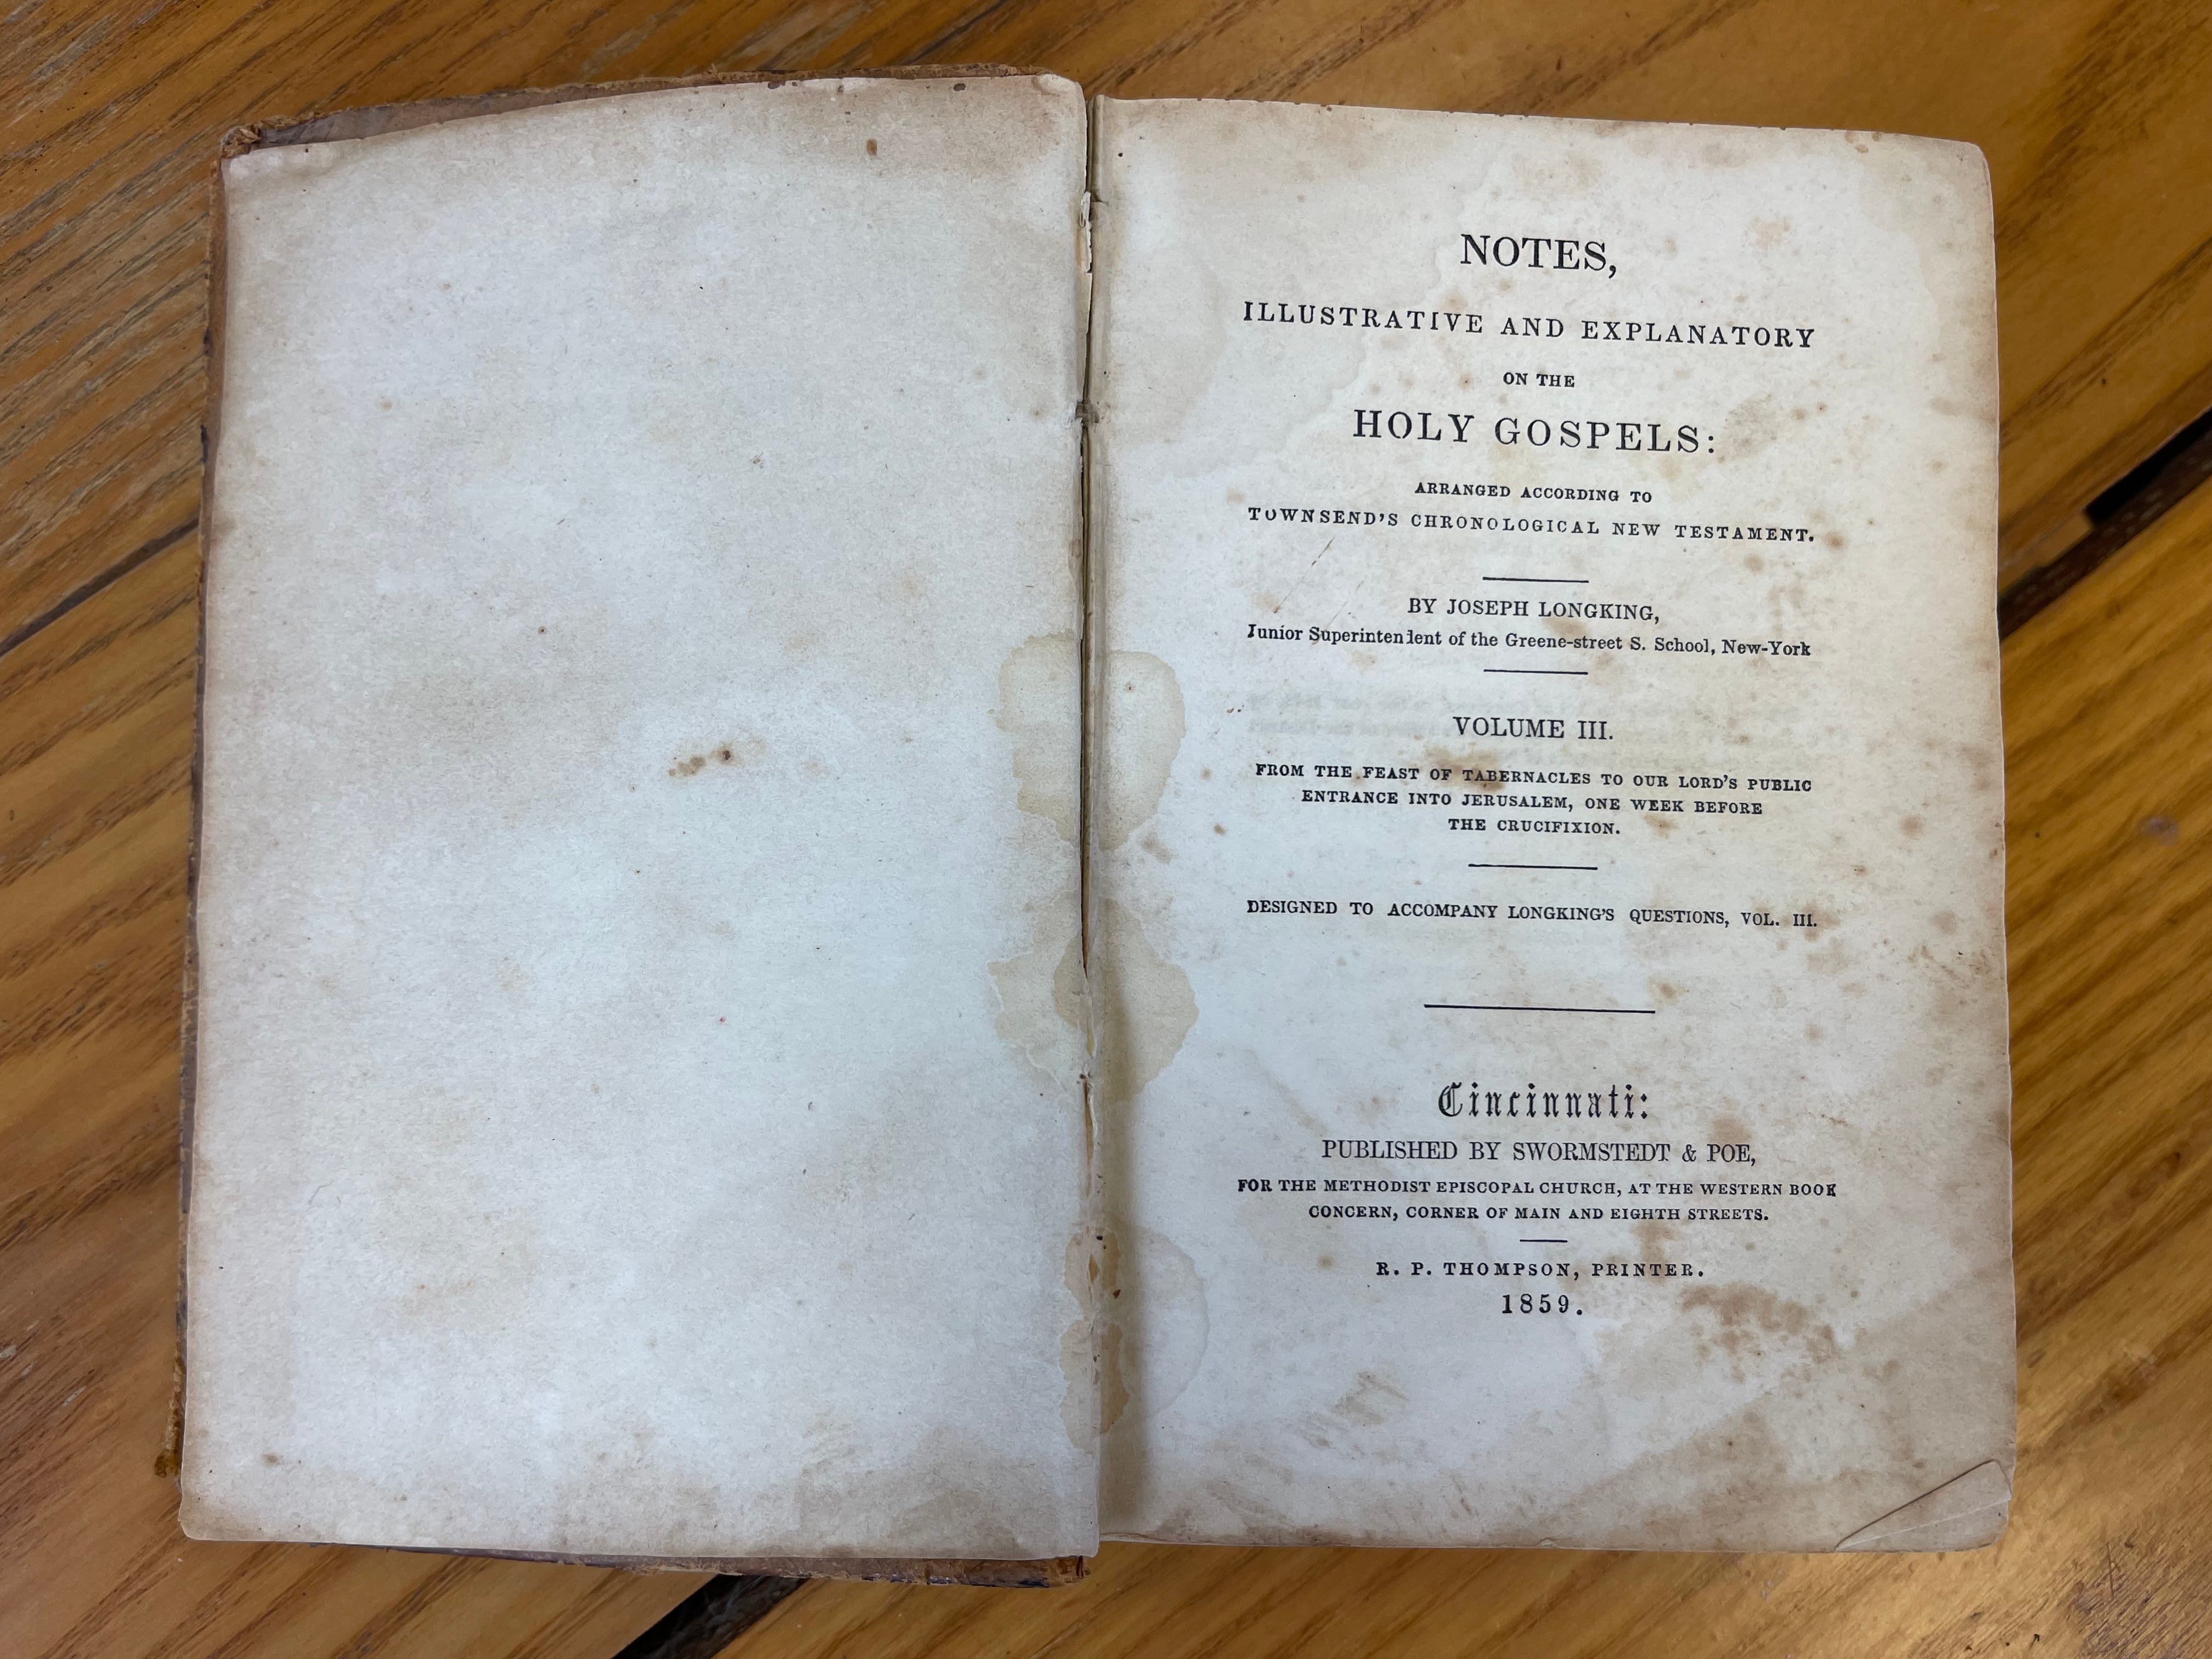 NOTES,
ILLUSTRATIVE AND EXPLANATORY
ON THE
HOLY GOSPELS:
ARRANGED ACCORDING TO
TOWNSEND'S CHRONOLOGICAL NEW TESTAMENT.
BY JOSEPH LONGKING,
Junior Superintendent of the Greene-street S. School, New-York
VOLUME III.
FROM THE FEAST OF TABERNACLES TO OUR LORD'S PUBLIC
ENTRANCE INTO JERUSALEM, ONE WEEK BEFORE
THE CRUCIFIXION.
DESIGNED TO ACCOMPANY LONGKING'S QUESTIONS, VOL. III.
Cincinnati:
PUBLISHED BY SWORMSTEDT & POE,
FOR THE METHODIST EPISCOPAL CHURCH, AT THE WESTERN BOOK
CONCERN, CORNER OF MAIN AND EIGHTH STREETS.
R. P. THOMPSON, PRINTER.
1859.